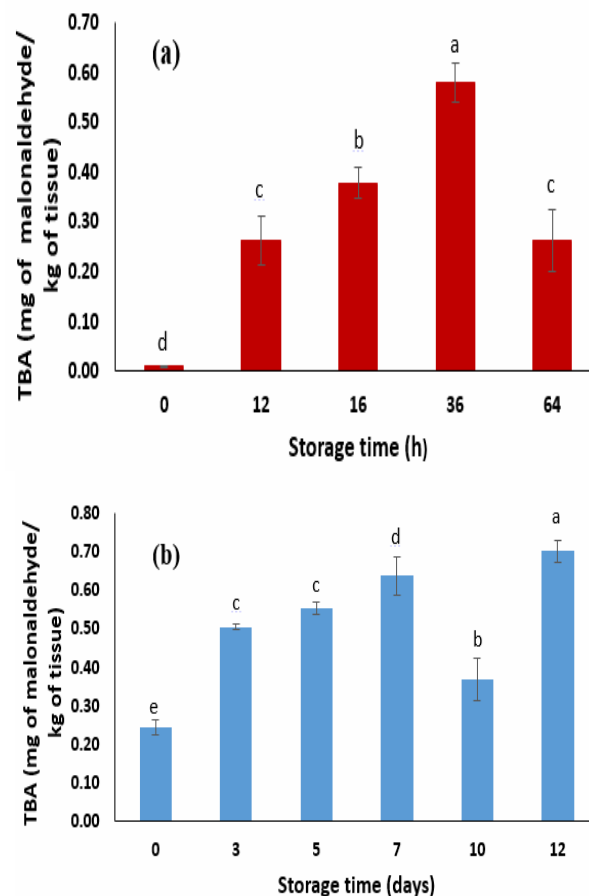 (a)
TBA (mg of malonaldehyde/
kg of tissue)
0.70
0.60
0.50
0.40
0.30
0.20
0.10
0.00
d
c
b
a
c
0 12 16 36 64
Storage time (h)
(b)
TBA (mg of malonaldehyde/
kg of tissue)
0.80
0.70
0.60
0.50
0.40
0.30
0.20
0.10
0.00
e
c
c
d
b
a
0 3 5 7 10 12
Storage time (days)